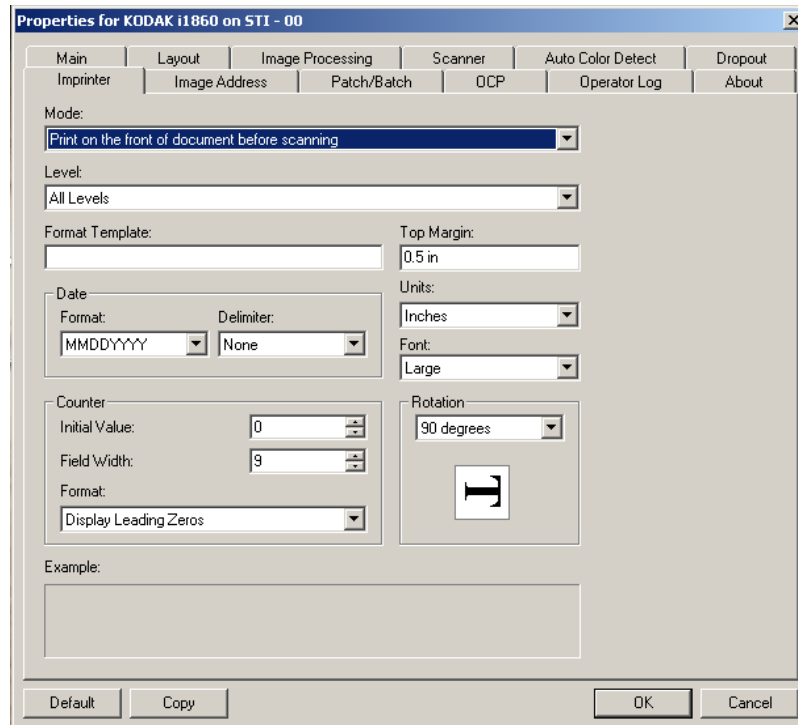 Properties for KODAK i1860 on STI - 00
Main Layout Image Processing Scanner Auto Color Detect Dropout
Imprinter Image Address Patch/Batch OCP Operator Log About
Mode:
Print on the front of document before scanning
Level:
All Levels
Format Template: Top Margin:
0.5 in
Date Units:
Format: Delimiter: Inches
MMDDYYYY None Font:
Large
Counter Rotation
Initial Value: 0 90 degrees
Field Width: 9
Format:
Display Leading Zeros
Example:
Default Copy OK Cancel